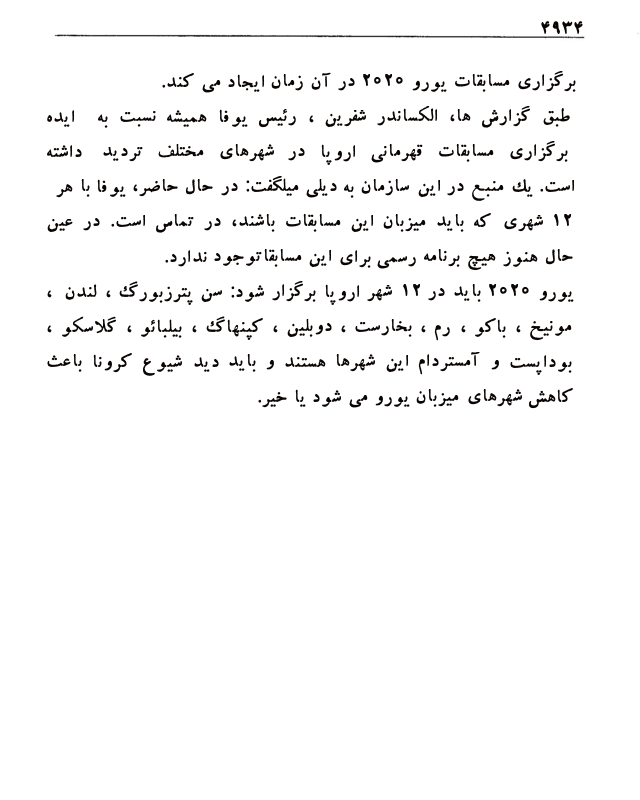 ۴۹۳۴
برگزاری مسابقات یورو ۲۰۲۰ در آن زمان ایجاد می کند.
طبق گزارش ها، الکساندر شفرین ، رئیس یوفا همیشه نسبت به ایده
برگزاری مسابقات قهرمانی اروپا در شهرهای مختلف تردید داشته
است. یك منبع در این سازمان به دیلی میلگفت: در حال حاضر، یوفا با هر
۱۲ شهری که باید میزبان این مسابقات باشند، در تماس است. در عین
حال هنوز هیچ برنامه رسمی برای این مسابقاتوجود ندارد.
یورو ۲۰۲۰ باید در ۱۲ شهر اروپا برگزار شود: سن پترزبورگ ، لندن ،
مونیخ ، باکو ، رم ، بخارست ، دوبلین ، کپنهاگ ، بیلبائو ، گلاسکو ،
بوداپست و آمستردام این شهرها هستند و باید دید شیوع کرونا باعث
کاهش شهرهای میزبان یورو می شود یا خیر.